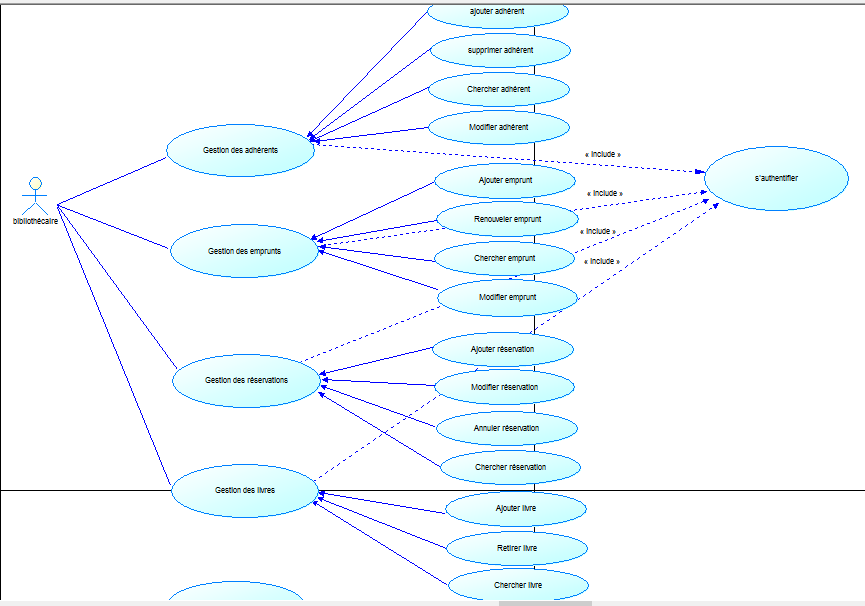 ajouter adhérent
supprimer adhérent
Chercher adhérent
Modifier adhérent
« include »
Gestion des adhérents
s'authentifier
Ajouter emprunt
« include »
bibliothécaire
Renouveler emprunt
« include »
Gestion des emprunts
Chercher emprunt
« include »
Modifier emprunt
Ajouter réservation
Gestion des réservations
Modifier réservation
Annuler réservation
Chercher réservation
Gestion des livres
Ajouter livre
Retirer livre
Chercher livre